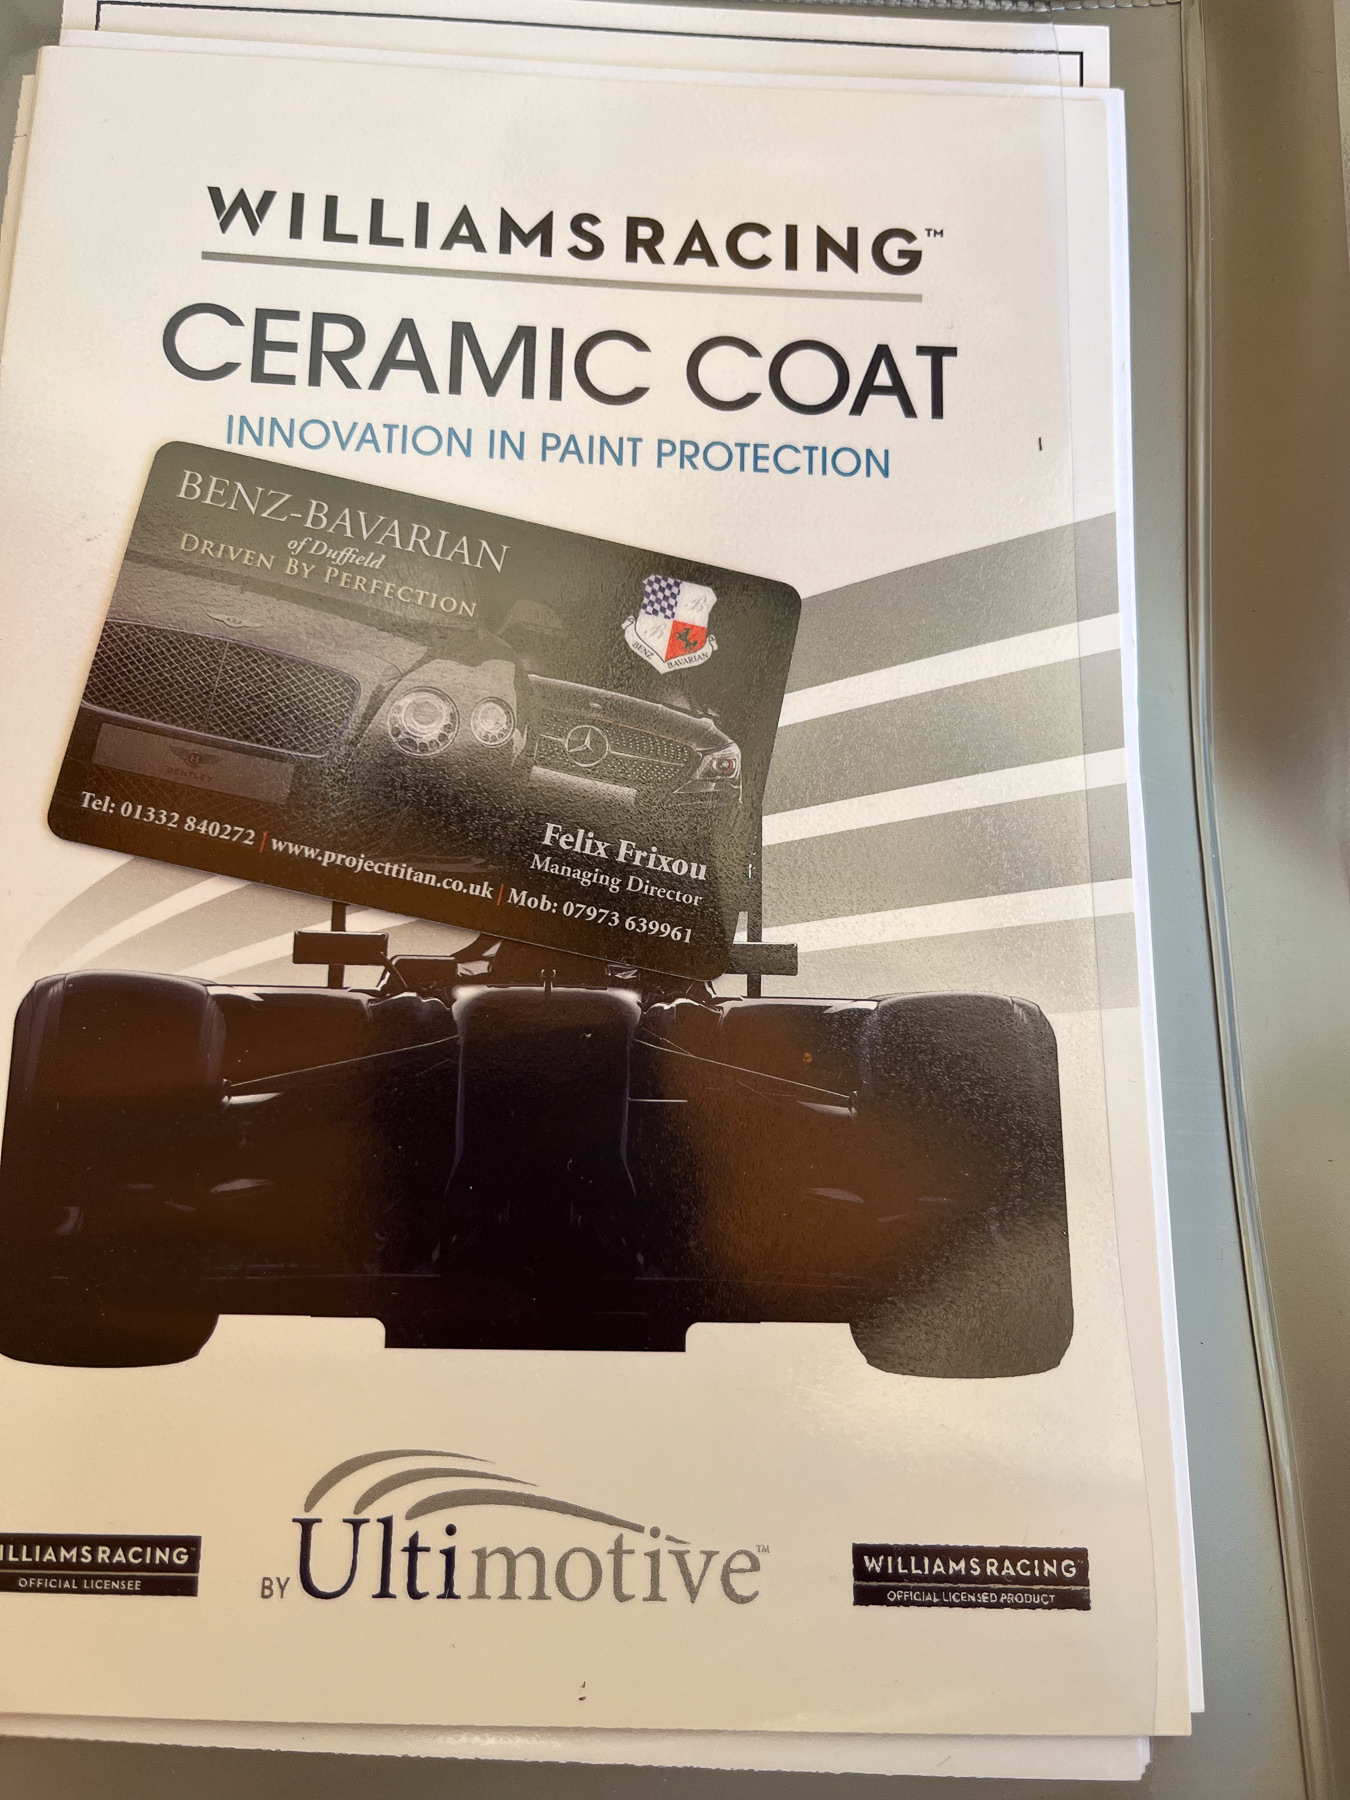 WILLIAMS RACING™
CERAMIC COAT
INNOVATION IN PAINT PROTECTION
BENZ-BAVARIAN
of Duffield
DRIVEN BY PERFECTION
BENZ BAVARIAN
BENTLEY
Felix Frixou
Managing Director
Tel: 01332 840272 | www.projecttitan.co.uk | Mob: 07973 639961
BY Ultimotive™
ILLIAMS RACING
OFFICIAL LICENSEE
WILLIAMS RACING
OFFICIAL LICENSED PRODUCT